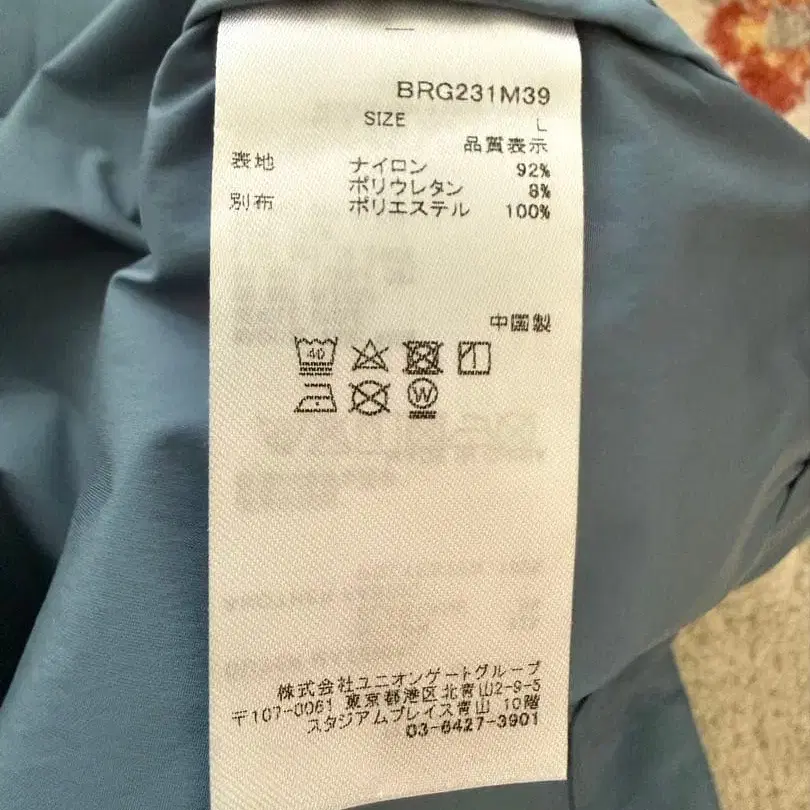 BRG231M39
SIZE L
品質表示
表地 ナイロン 92%
ポリウレタン 8%
別布 ポリエステル 100%
中国製
40
W
株式会社ユニオンゲートグループ
〒107-0061 東京都港区北青山2-9-5
スタジアムプレイス青山 10階
03-6427-3901